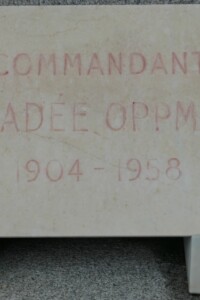 COMMANDANT
ADÉE OPPM
1904 - 1958